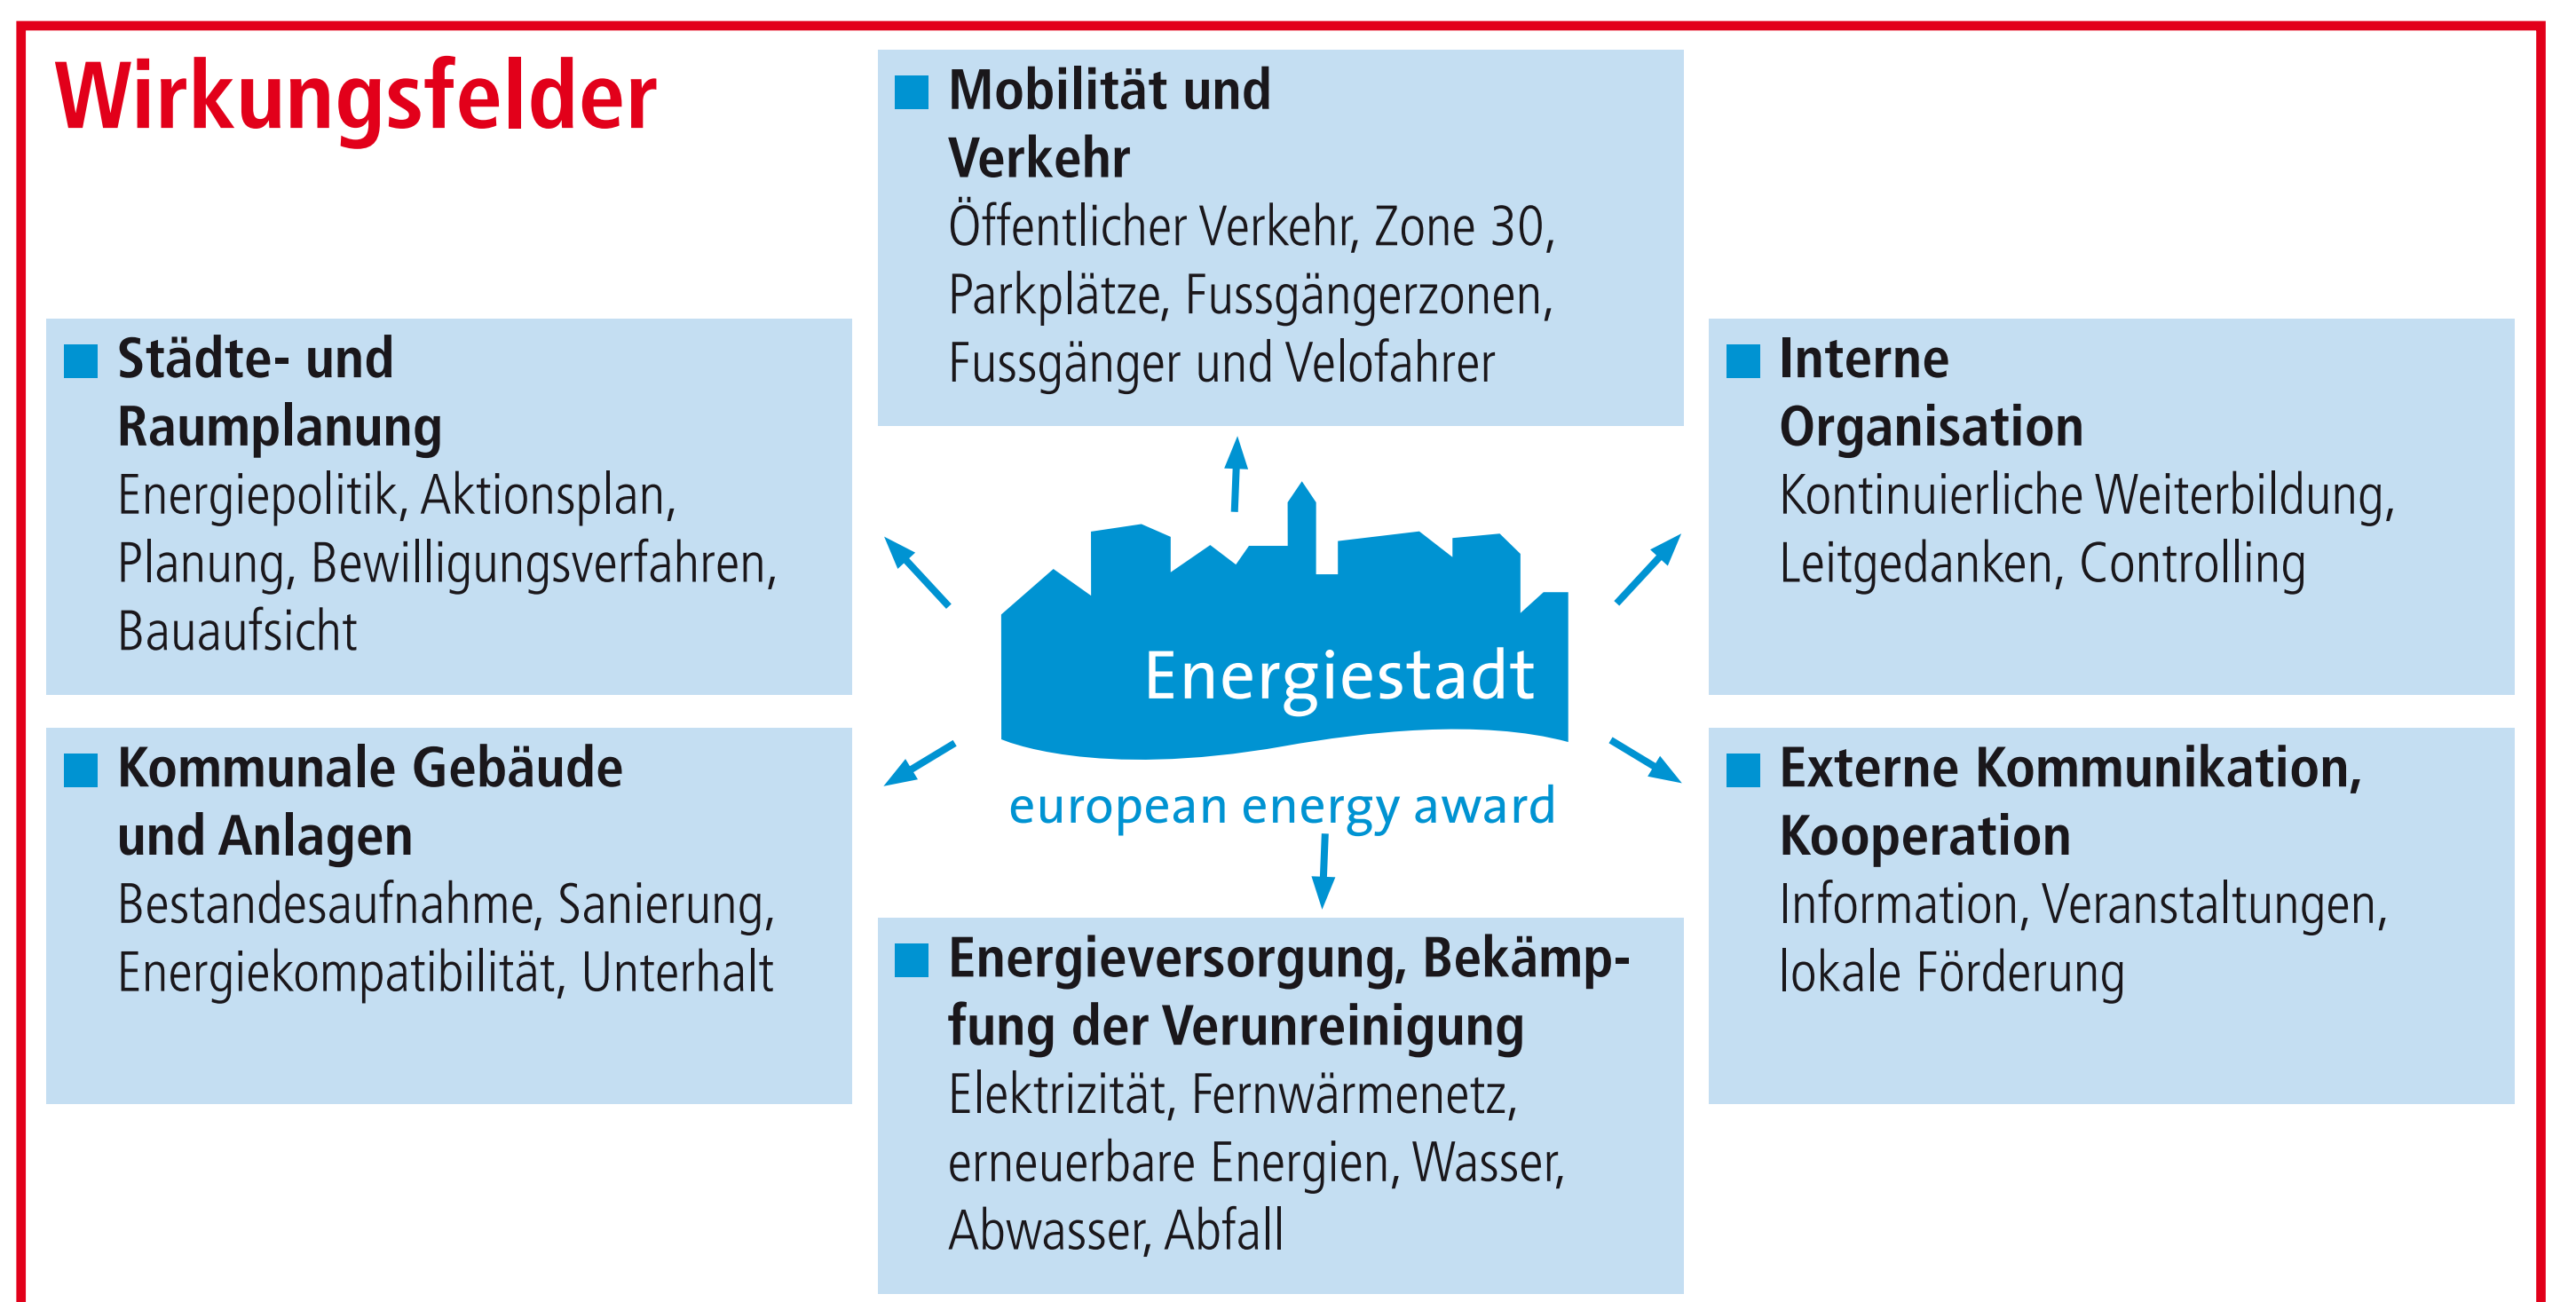 Wirkungsfelder
Mobilität und
Verkehr
Öffentlicher Verkehr, Zone 30,
Parkplätze, Fussgängerzonen,
Fussgänger und Velofahrer
Städte- und
Raumplanung
Energiepolitik, Aktionsplan,
Planung, Bewilligungsverfahren,
Bauaufsicht
Interne
Organisation
Kontinuierliche Weiterbildung,
Leitgedanken, Controlling
Energiestadt
european energy award
Kommunale Gebäude
und Anlagen
Bestandesaufnahme, Sanierung,
Energiekompatibilität, Unterhalt
Externe Kommunikation,
Kooperation
Information, Veranstaltungen,
lokale Förderung
Energieversorgung, Bekämp-
fung der Verunreinigung
Elektrizität, Fernwärmenetz,
erneuerbare Energien, Wasser,
Abwasser, Abfall